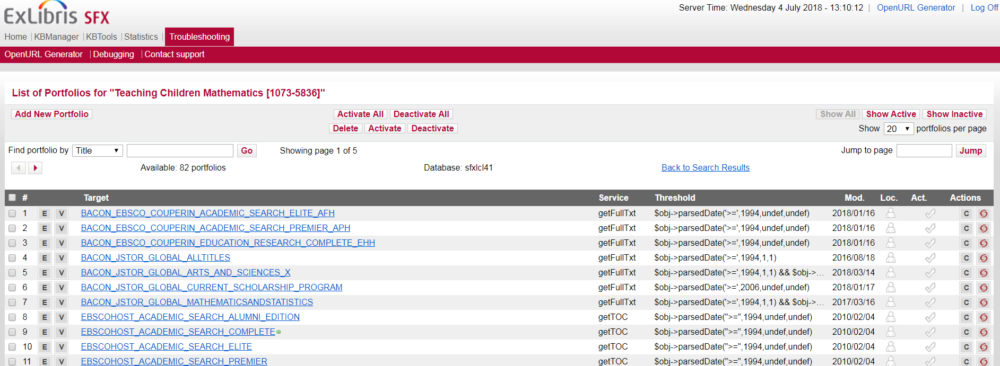 Server Time: Wednesday 4 July 2018 - 13:10:12 | OpenURL Generator | Log Off
ExLibris SFX
Home | KBManager | KBTools | Statistics | Troubleshooting
OpenURL Generator | Debugging | Contact support
List of Portfolios for "Teaching Children Mathematics [1073-5836]"
Add New Portfolio Activate All Deactivate All Show All Show Active Show Inactive
Delete Activate Deactivate Show 20 portfolios per page
Find portfolio by Title Go Showing page 1 of 5 Jump to page Jump
Available: 82 portfolios Database: sfxlcl41 Back to Search Results
# Target Service Threshold Mod. Loc. Act. Actions
1 E V BACON_EBSCO_COUPERIN_ACADEMIC_SEARCH_ELITE_AFH getFullTxt $obj->parsedDate('>=',1994,undef,undef) 2018/01/16 C
2 E V BACON_EBSCO_COUPERIN_ACADEMIC_SEARCH_PREMIER_APH getFullTxt $obj->parsedDate('>=',1994,undef,undef) 2018/01/16 C
3 E V BACON_EBSCO_COUPERIN_EDUCATION_RESEARCH_COMPLETE_EHH getFullTxt $obj->parsedDate('>=',1994,undef,undef) 2018/01/16 C
4 E V BACON_JSTOR_GLOBAL_ALLTITLES getFullTxt $obj->parsedDate('>=',1994,1,1) 2016/08/18 C
5 E V BACON_JSTOR_GLOBAL_ARTS_AND_SCIENCES_X getFullTxt $obj->parsedDate('>=',1994,1,1) && $obj->... 2018/03/14 C
6 E V BACON_JSTOR_GLOBAL_CURRENT_SCHOLARSHIP_PROGRAM getFullTxt $obj->parsedDate('>=',2006,undef,undef) 2018/01/17 C
7 E V BACON_JSTOR_GLOBAL_MATHEMATICSANDSTATISTICS getFullTxt $obj->parsedDate('>=',1994,1,1) && $obj->... 2017/03/16 C
8 E V EBSCOHOST_ACADEMIC_SEARCH_ALUMNI_EDITION getTOC $obj->parsedDate(">=",1994,undef,undef) 2010/02/04 C
9 E V EBSCOHOST_ACADEMIC_SEARCH_COMPLETE getTOC $obj->parsedDate(">=",1994,undef,undef) 2010/02/04 C
10 E V EBSCOHOST_ACADEMIC_SEARCH_ELITE getTOC $obj->parsedDate(">=",1994,undef,undef) 2010/02/04 C
11 E V EBSCOHOST_ACADEMIC_SEARCH_PREMIER getTOC $obj->parsedDate(">=",1994,undef,undef) 2010/02/04 C